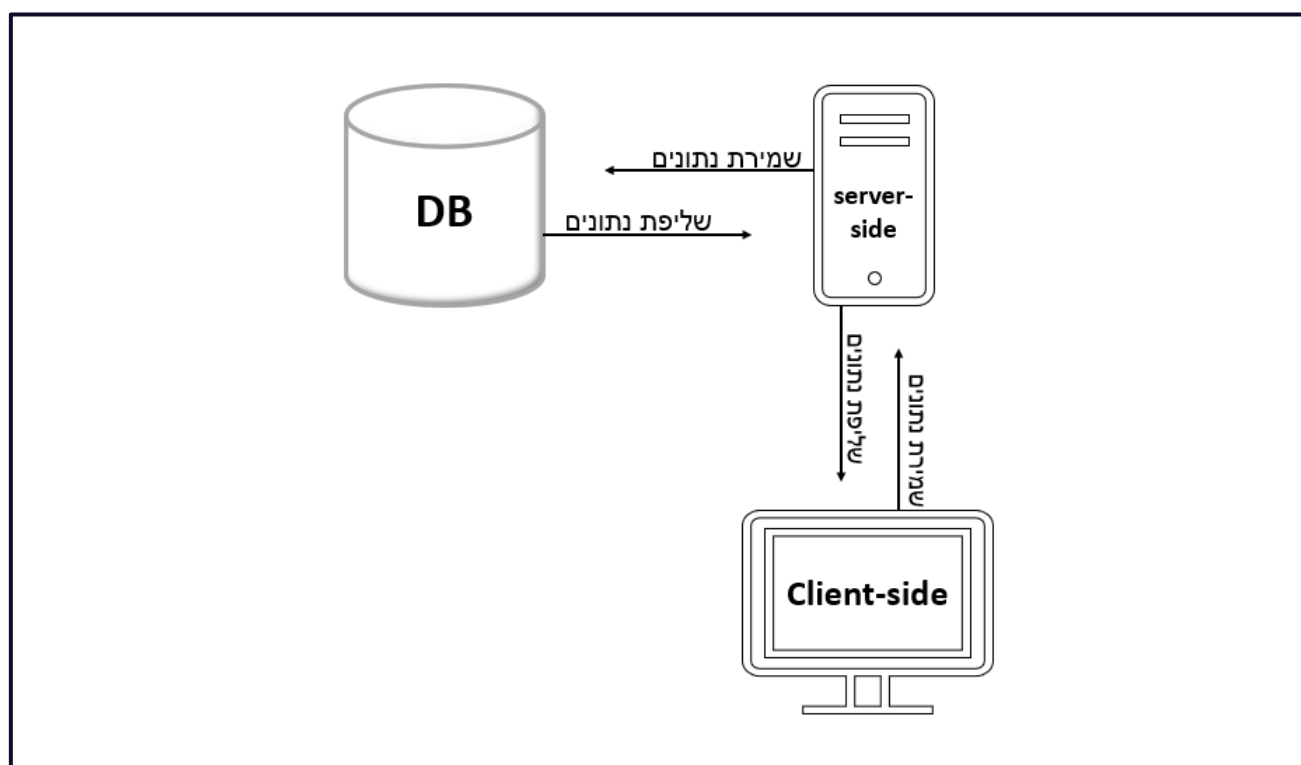 שמירת נתונים
DB
server-
side
שליפת נתונים
שליפת נתונים
שמירת נתונים
Client-side